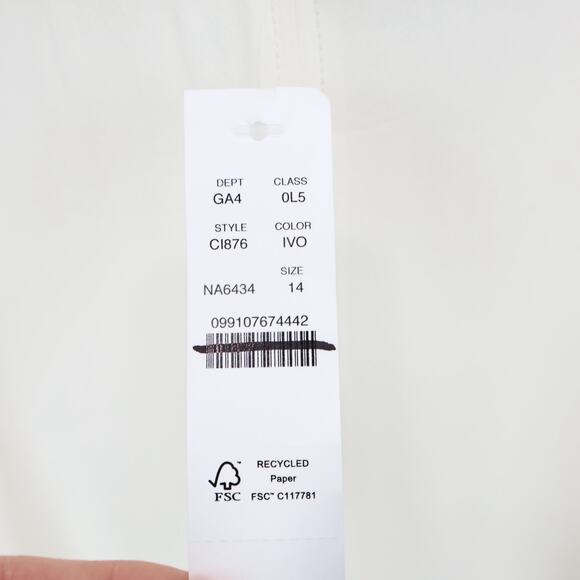 DEPT CLASS
GA4 0L5
STYLE COLOR
CI876 IVO
SIZE
NA6434 14
099107674442
RECYCLED
Paper
FSC FSC™ C117781